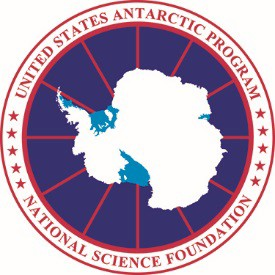 UNITED STATES ANTARCTIC PROGRAM
NATIONAL SCIENCE FOUNDATION